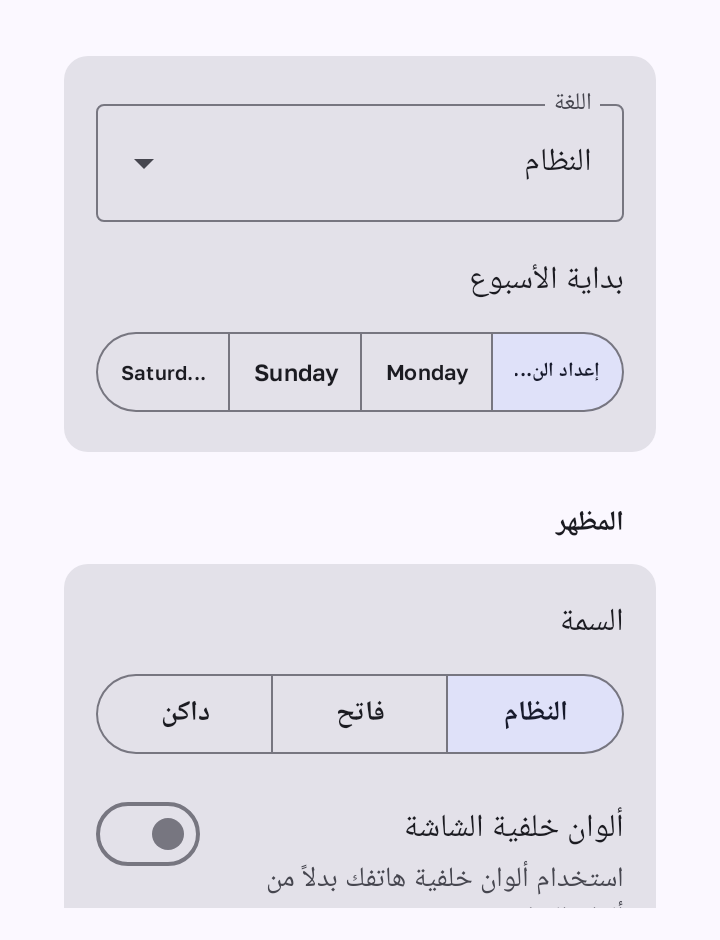 اللغة
النظام
بداية الأسبوع
إعداد الن...
Monday
Sunday
Saturd...
المظهر
السمة
النظام
فاتح
داكن
ألوان خلفية الشاشة
استخدام ألوان خلفية هاتفك بدلاً من